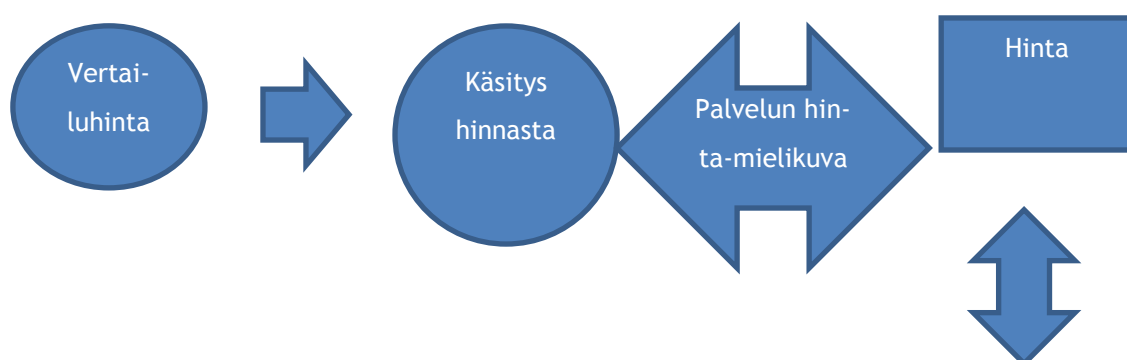 Vertai-
luhinta
Käsitys
hinnasta
Palvelun hin-
ta-mielikuva
Hinta